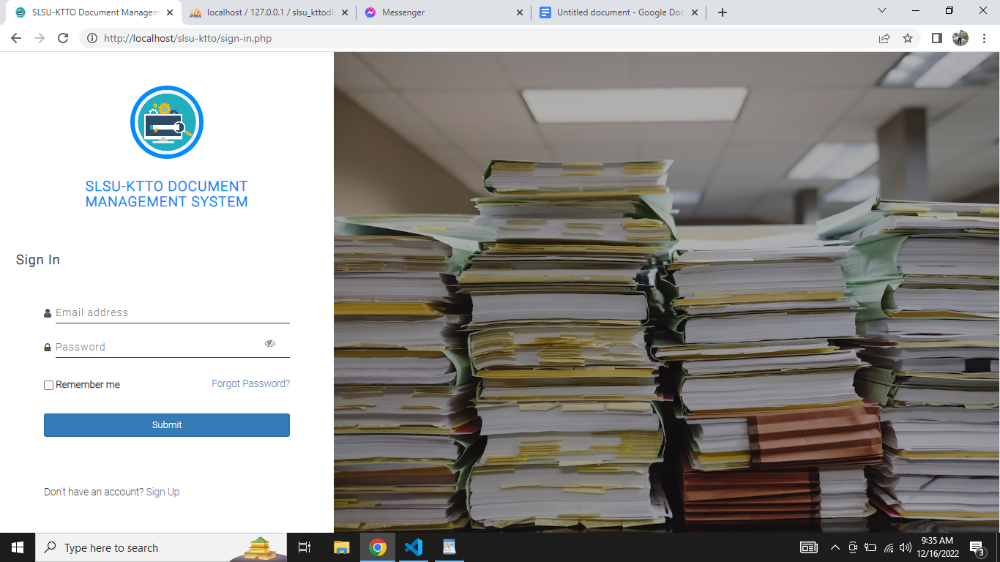 SLSU-KTTO Document Managem
localhost / 127.0.0.1 / slsu_kttodb
Messenger
Untitled document - Google Doc
http://localhost/slsu-ktto/sign-in.php
SLSU-KTTO DOCUMENT
MANAGEMENT SYSTEM
Sign In
Email address
Password
Remember me
Forgot Password?
Submit
Don't have an account? Sign Up
Type here to search
9:35 AM
12/16/2022
3